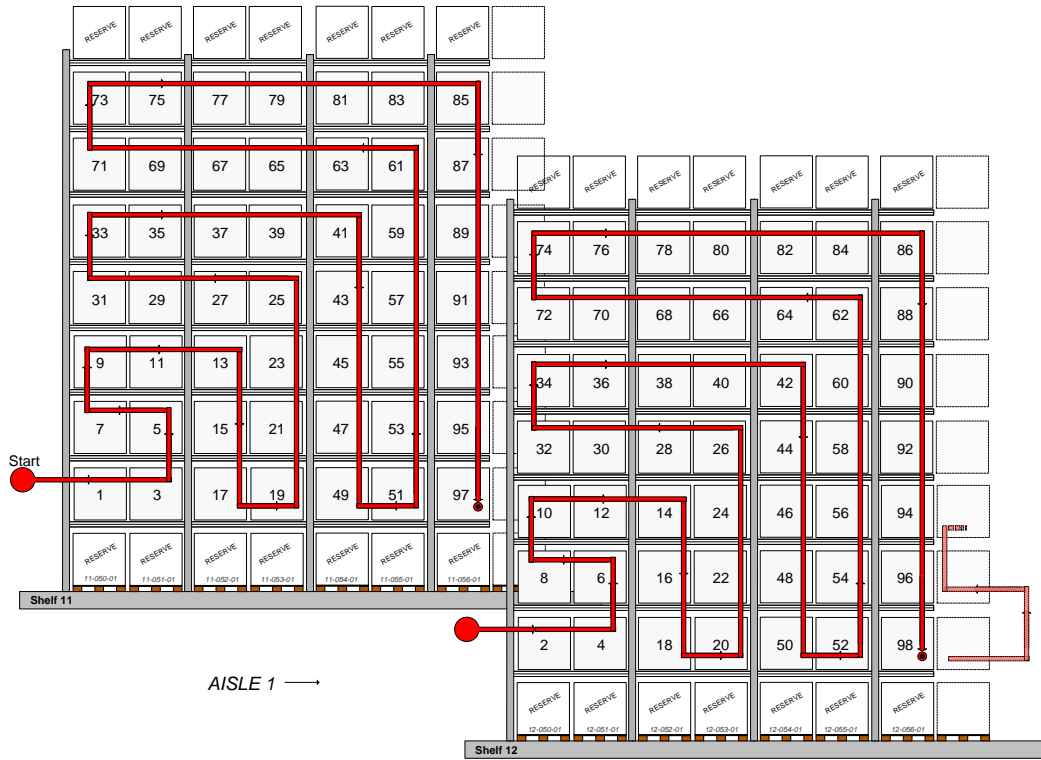 RESERVE RESERVE RESERVE RESERVE RESERVE RESERVE RESERVE
73 75 77 79 81 83 85
71 69 67 65 63 61 87
33 35 37 39 41 59 89
31 29 27 25 43 57 91
9 11 13 23 45 55 93
7 5 15 21 47 53 95
Start
1 3 17 19 49 51 97
RESERVE RESERVE RESERVE RESERVE RESERVE RESERVE RESERVE
11-050-01 11-051-01 11-052-01 11-053-01 11-054-01 11-055-01 11-056-01
Shelf 11
RESERVE RESERVE RESERVE RESERVE RESERVE RESERVE RESERVE
74 76 78 80 82 84 86
72 70 68 66 64 62 88
34 36 38 40 42 60 90
32 30 28 26 44 58 92
10 12 14 24 46 56 94
8 6 16 22 48 54 96
2 4 18 20 50 52 98
AISLE 1
RESERVE RESERVE RESERVE RESERVE RESERVE RESERVE RESERVE
12-050-01 12-051-01 12-052-01 12-053-01 12-054-01 12-055-01 12-056-01
Shelf 12